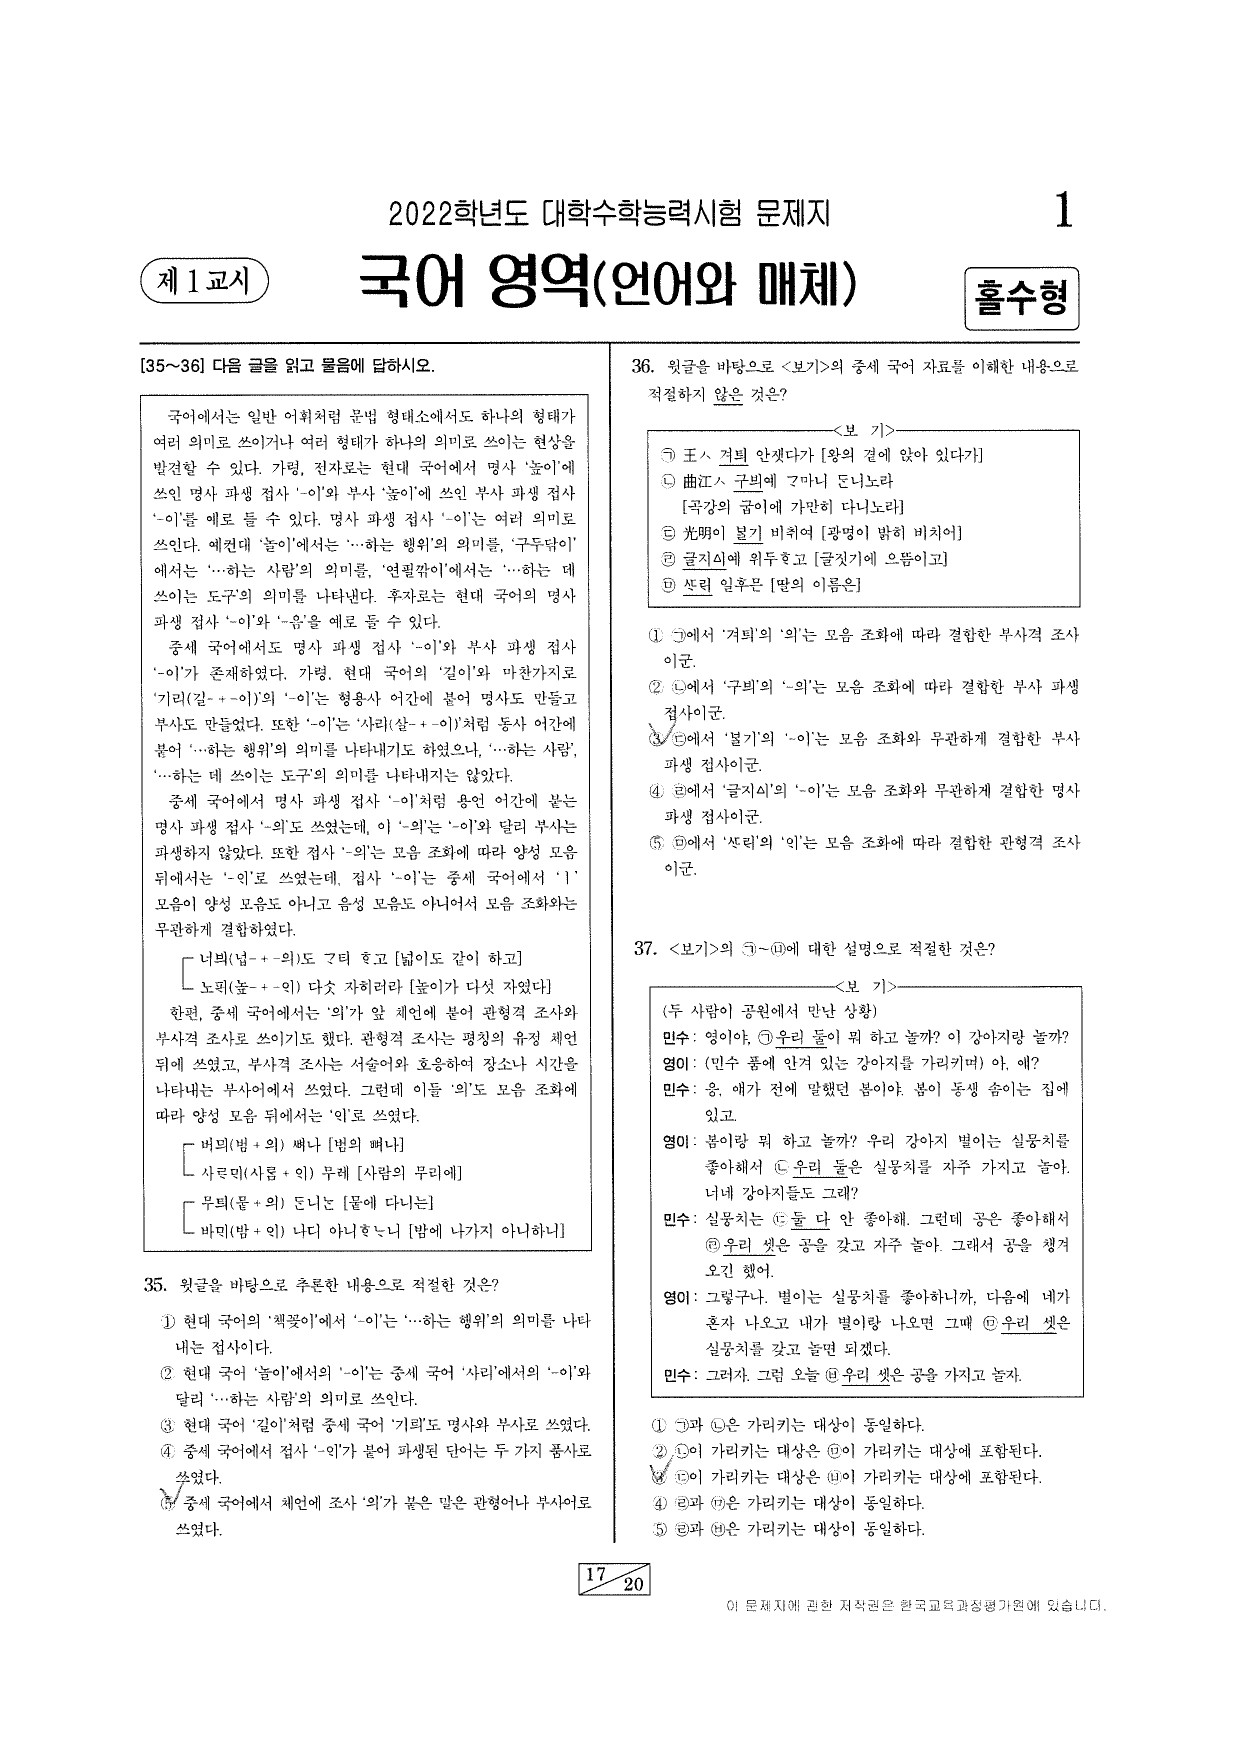 2022학년도 대학수학능력시험 문제지
1
제 1 교시
국어 영역(언어와 매체)
홀수형
[35～36] 다음 글을 읽고 물음에 답하시오.
국어에서는 일반 어휘처럼 문법 형태소에서도 하나의 형태가
여러 의미로 쓰이거나 여러 형태가 하나의 의미로 쓰이는 현상을
발견할 수 있다. 가령, 전자로는 현대 국어에서 명사 ‘높이’에
쓰인 명사 파생 접사 ‘-이’와 부사 ‘높이’에 쓰인 부사 파생 접사
‘-이’를 예로 들 수 있다. 명사 파생 접사 ‘-이’는 여러 의미로
쓰인다. 예컨대 ‘놀이’에서는 ‘…하는 행위’의 의미를, ‘구두닦이’
에서는 ‘…하는 사람’의 의미를, ‘연필깎이’에서는 ‘…하는 데
쓰이는 도구’의 의미를 나타낸다. 후자로는 현대 국어의 명사
파생 접사 ‘-이’와 ‘-음’을 예로 들 수 있다.
중세 국어에서도 명사 파생 접사 ‘-이’와 부사 파생 접사
‘-이’가 존재하였다. 가령, 현대 국어의 ‘길이’와 마찬가지로
‘기리(길- + -이)’의 ‘-이’는 형용사 어간에 붙어 명사도 만들고
부사도 만들었다. 또한 ‘-이’는 ‘사리(살- + -이)’처럼 동사 어간에
붙어 ‘…하는 행위’의 의미를 나타내기도 하였으나, ‘…하는 사람’,
‘…하는 데 쓰이는 도구’의 의미를 나타내지는 않았다.
중세 국어에서 명사 파생 접사 ‘-이’처럼 용언 어간에 붙는
명사 파생 접사 ‘-의’도 쓰였는데, 이 ‘-의’는 ‘-이’와 달리 부사는
파생하지 않았다. 또한 접사 ‘-의’는 모음 조화에 따라 양성 모음
뒤에서는 ‘-ᄋᆡ’로 쓰였는데, 접사 ‘-이’는 중세 국어에서 ‘ㅣ’
모음이 양성 모음도 아니고 음성 모음도 아니어서 모음 조화와는
무관하게 결합하였다.
너븨(넙- + -의)도 ᄀᆞ티 ᄒᆞ고 [넓이도 같이 하고]
노ᄑᆡ(높- + -ᄋᆡ) 다ᄉᆞᆺ 자히러라 [높이가 다섯 자였다]
한편, 중세 국어에서는 ‘의’가 앞 체언에 붙어 관형격 조사와
부사격 조사로 쓰이기도 했다. 관형격 조사는 평칭의 유정 체언
뒤에 쓰였고, 부사격 조사는 서술어와 호응하여 장소나 시간을
나타내는 부사어에서 쓰였다. 그런데 이들 ‘의’도 모음 조화에
따라 양성 모음 뒤에서는 ‘ᄋᆡ’로 쓰였다.
버믜(범 + 의) ᄲᅧ나 [범의 뼈나]
사ᄅᆞᄆᆡ(사ᄅᆞᆷ + ᄋᆡ) 무레 [사람의 무리에]
무틔(뭍 + 의) ᄃᆞ니ᄂᆞᆫ [뭍에 다니는]
바ᄆᆡ(밤 + ᄋᆡ) 나디 아니ᄒᆞᄂᆞ니 [밤에 나가지 아니하니]
35. 윗글을 바탕으로 추론한 내용으로 적절한 것은?
① 현대 국어의 ‘책꽂이’에서 ‘-이’는 ‘…하는 행위’의 의미를 나타
내는 접사이다.
② 현대 국어 ‘놀이’에서의 ‘-이’는 중세 국어 ‘사리’에서의 ‘-이’와
달리 ‘…하는 사람’의 의미로 쓰인다.
③ 현대 국어 ‘길이’처럼 중세 국어 ‘기릐’도 명사와 부사로 쓰였다.
④ 중세 국어에서 접사 ‘-ᄋᆡ’가 붙어 파생된 단어는 두 가지 품사로
쓰였다.
⑤ 중세 국어에서 체언에 조사 ‘의’가 붙은 말은 관형어나 부사어로
쓰였다.
36. 윗글을 바탕으로 <보기>의 중세 국어 자료를 이해한 내용으로
적절하지 않은 것은?
<보 기>
㉠ 王ㅅ 겨틔 안잿다가 [왕의 곁에 앉아 있다가]
㉡ 曲江ㅅ 구븨예 ᄀᆞ마니 ᄃᆞ니노라
[곡강의 굽이에 가만히 다니노라]
㉢ 光明이 ᄇᆞᆯ기 비취여 [광명이 밝히 비치어]
㉣ 글지ᅀᅵ예 위두ᄒᆞ고 [글짓기에 으뜸이고]
㉤ ᄯᆞ리 일후믄 [딸의 이름은]
① ㉠에서 ‘겨틔’의 ‘의’는 모음 조화에 따라 결합한 부사격 조사
이군.
② ㉡에서 ‘구븨’의 ‘-의’는 모음 조화에 따라 결합한 부사 파생
접사이군.
③ ㉢에서 ‘ᄇᆞᆯ기’의 ‘-이’는 모음 조화와 무관하게 결합한 부사
파생 접사이군.
④ ㉣에서 ‘글지ᅀᅵ’의 ‘-이’는 모음 조화와 무관하게 결합한 명사
파생 접사이군.
⑤ ㉤에서 ‘ᄯᆞᄅᆡ’의 ‘ᄋᆡ’는 모음 조화에 따라 결합한 관형격 조사
이군.
37. <보기>의 ㉠～㉥에 대한 설명으로 적절한 것은?
<보 기>
(두 사람이 공원에서 만난 상황)
민수: 영이야, ㉠우리 둘이 뭐 하고 놀까? 이 강아지랑 놀까?
영이: (민수 품에 안겨 있는 강아지를 가리키며) 아, 얘?
민수: 응, 얘가 전에 말했던 봄이야. 봄이 동생 솜이는 집에
있고.
영이: 봄이랑 뭐 하고 놀까? 우리 강아지 별이는 실뭉치를
좋아해서 ㉡우리 둘은 실뭉치를 자주 가지고 놀아.
너네 강아지들도 그래?
민수: 실뭉치는 ㉢둘 다 안 좋아해. 그런데 공은 좋아해서
㉣우리 셋은 공을 갖고 자주 놀아. 그래서 공을 챙겨
오긴 했어.
영이: 그렇구나. 별이는 실뭉치를 좋아하니까, 다음에 네가
혼자 나오고 내가 별이랑 나오면 그때 ㉤우리 셋은
실뭉치를 갖고 놀면 되겠다.
민수: 그러자. 그럼 오늘 ㉥우리 셋은 공을 가지고 놀자.
① ㉠과 ㉡은 가리키는 대상이 동일하다.
② ㉡이 가리키는 대상은 ㉤이 가리키는 대상에 포함된다.
③ ㉢이 가리키는 대상은 ㉥이 가리키는 대상에 포함된다.
④ ㉣과 ㉤은 가리키는 대상이 동일하다.
⑤ ㉣과 ㉥은 가리키는 대상이 동일하다.
17 20
이 문제지에 관한 저작권은 한국교육과정평가원에 있습니다.